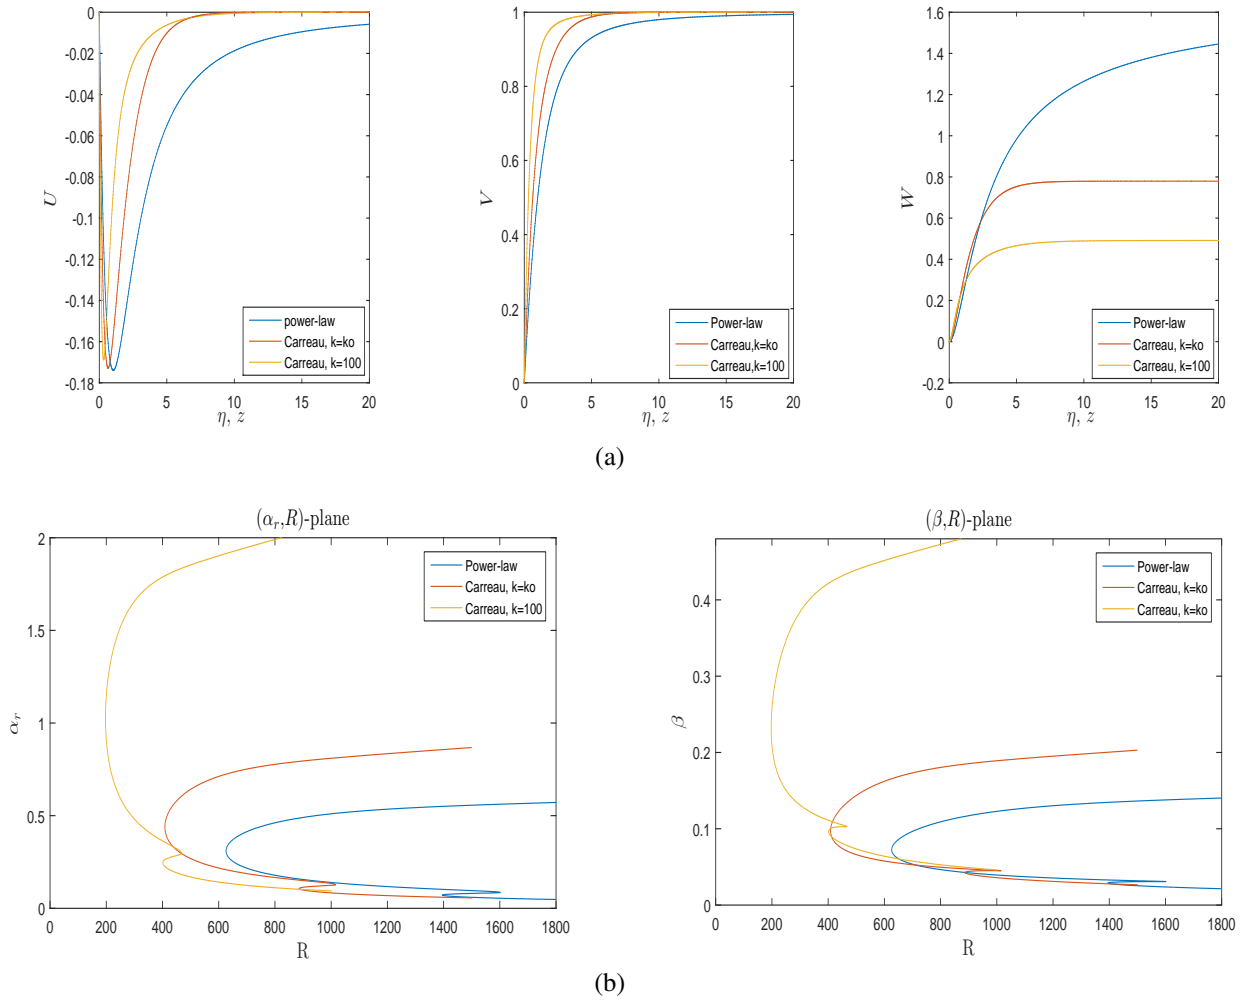 0
-0.02
-0.04
-0.06
-0.08
-0.1
-0.12
-0.14
-0.16
-0.18
U
0 5 10 15 20
η, z
power-law
Carreau, k=ko
Carreau, k=100
1
0.8
0.6
0.4
0.2
0
V
0 5 10 15 20
η, z
Power-law
Carreau,k=ko
Carreau,k=100
1.6
1.4
1.2
1
0.8
0.6
0.4
0.2
0
-0.2
W
0 5 10 15 20
η, z
Power-law
Carreau, k=ko
Carreau, k=100
(a)
(αr,R)-plane
2
1.5
1
0.5
0
αr
0 200 400 600 800 1000 1200 1400 1600 1800
R
Power-law
Carreau, k=ko
Carreau, k=100
(β,R)-plane
0.4
0.3
0.2
0.1
0
β
0 200 400 600 800 1000 1200 1400 1600 1800
R
Power-law
Carreau, k=ko
Carreau, k=ko
(b)